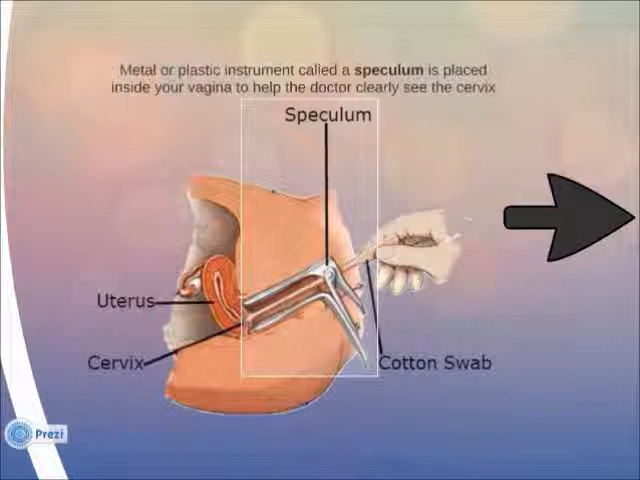 Metal or plastic instrument called a speculum is placed
inside your vagina to help the doctor clearly see the cervix
Speculum
Uterus
Cervix
Cotton Swab
Prezi